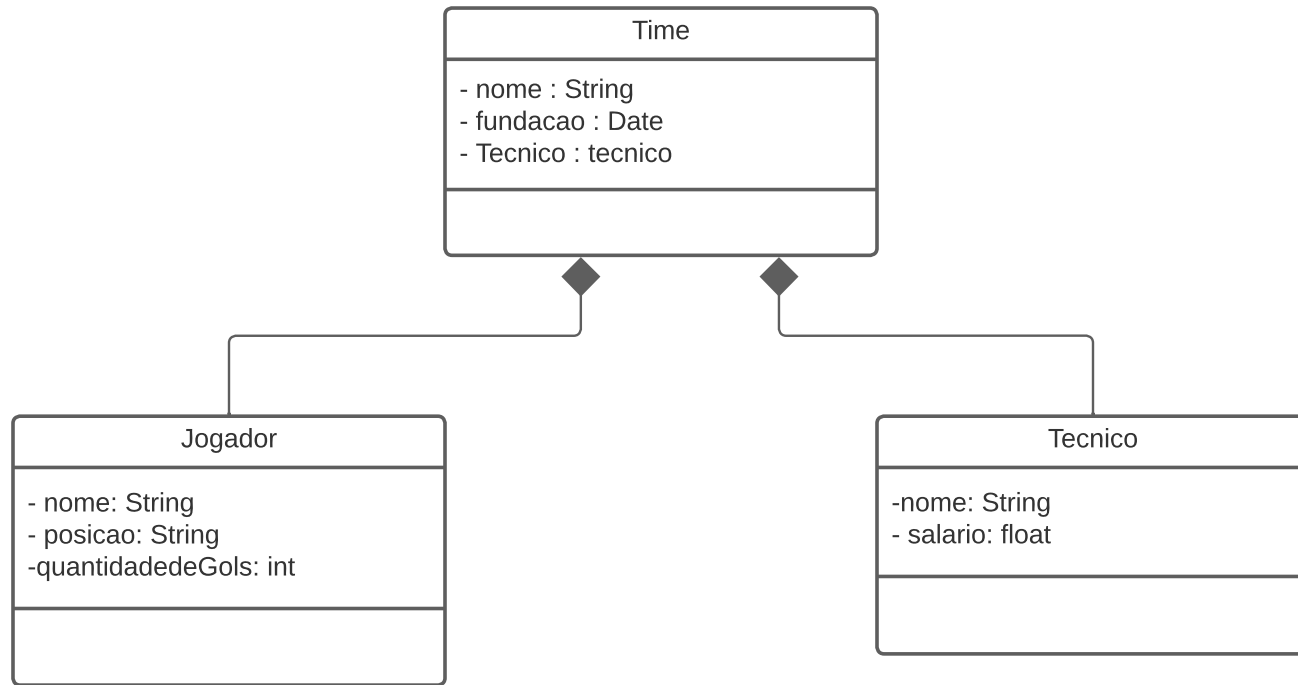 Time
- nome : String
- fundacao : Date
- Tecnico : tecnico
Jogador
- nome: String
- posicao: String
-quantidadedeGols: int
Tecnico
-nome: String
- salario: float